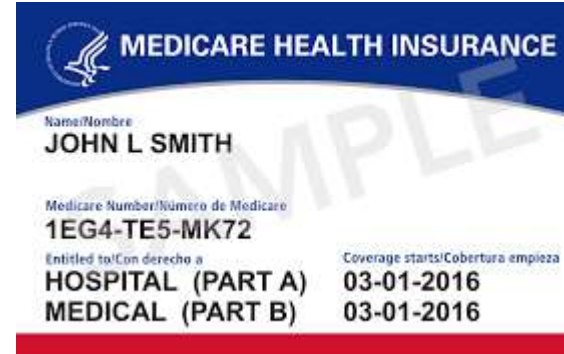 MEDICARE HEALTH INSURANCE
Name/Nombre
JOHN L SMITH
Medicare Number/Número de Medicare
1EG4-TE5-MK72
Entitled to/Con derecho a
Coverage starts/Cobertura empieza
HOSPITAL (PART A) 03-01-2016
MEDICAL (PART B) 03-01-2016
SAMPLE